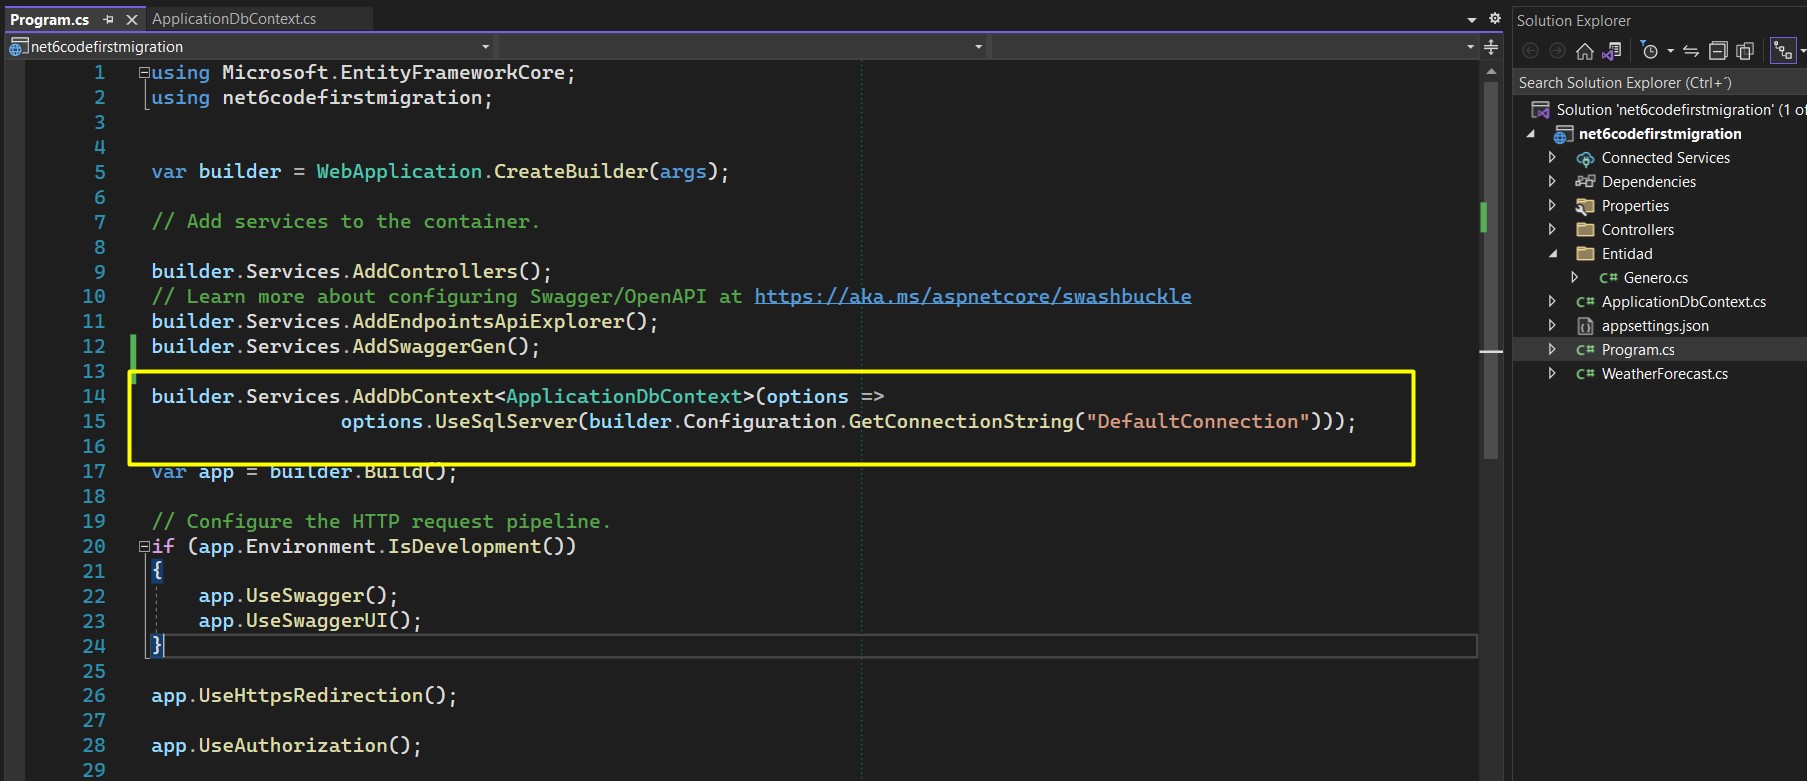 Program.cs
ApplicationDbContext.cs
net6codefirstmigration
1 using Microsoft.EntityFrameworkCore;
2 using net6codefirstmigration;
3
4
5 var builder = WebApplication.CreateBuilder(args);
6
7 // Add services to the container.
8
9 builder.Services.AddControllers();
10 // Learn more about configuring Swagger/OpenAPI at https://aka.ms/aspnetcore/swashbuckle
11 builder.Services.AddEndpointsApiExplorer();
12 builder.Services.AddSwaggerGen();
13
14 builder.Services.AddDbContext<ApplicationDbContext>(options =>
15 options.UseSqlServer(builder.Configuration.GetConnectionString("DefaultConnection")));
16
17 var app = builder.Build();
18
19 // Configure the HTTP request pipeline.
20 if (app.Environment.IsDevelopment())
21 {
22 app.UseSwagger();
23 app.UseSwaggerUI();
24 }
25
26 app.UseHttpsRedirection();
27
28 app.UseAuthorization();
29
Solution Explorer
Search Solution Explorer (Ctrl+´)
Solution 'net6codefirstmigration' (1 of
net6codefirstmigration
Connected Services
Dependencies
Properties
Controllers
Entidad
C# Genero.cs
C# ApplicationDbContext.cs
appsettings.json
C# Program.cs
C# WeatherForecast.cs